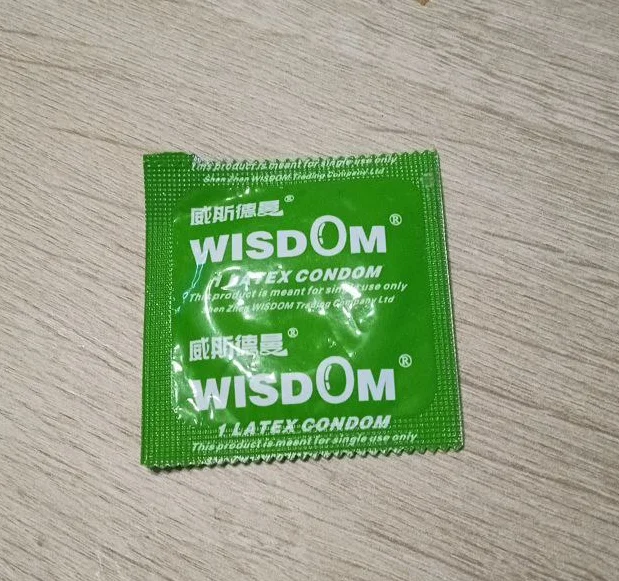 This product is meant for single use only
Shen Zhen WISDOM Trading Company Ltd
威斯德曼®
WISDOM®
1 LATEX CONDOM
This product is meant for single use only
Shen Zhen WISDOM Trading Company Ltd
威斯德曼®
WISDOM®
1 LATEX CONDOM
This product is meant for single use only